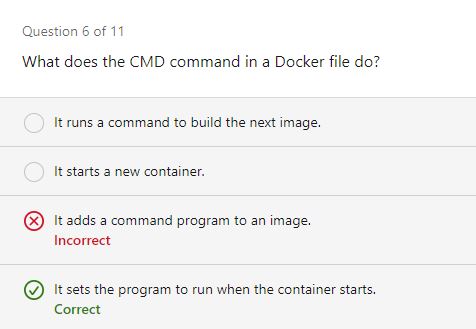 Question 6 of 11
What does the CMD command in a Docker file do?
It runs a command to build the next image.
It starts a new container.
It adds a command program to an image.
Incorrect
It sets the program to run when the container starts.
Correct